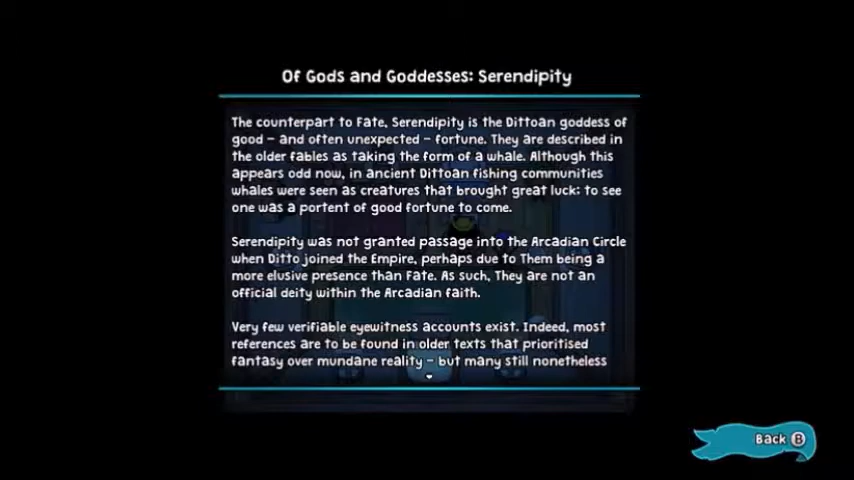 Of Gods and Goddesses: Serendipity
The counterpart to Fate, Serendipity is the Dittoan goddess of
good - and often unexpected - fortune. They are described in
the older fables as taking the form of a whale. Although this
appears odd now, in ancient Dittoan fishing communities
whales were seen as creatures that brought great luck; to see
one was a portent of good fortune to come.
Serendipity was not granted passage into the Arcadian Circle
when Ditto joined the Empire, perhaps due to Them being a
more elusive presence than Fate. As such, They are not an
official deity within the Arcadian faith.
Very few verifiable eyewitness accounts exist. Indeed, most
references are to be found in older texts that prioritised
fantasy over mundane reality - but many still nonetheless
Back B